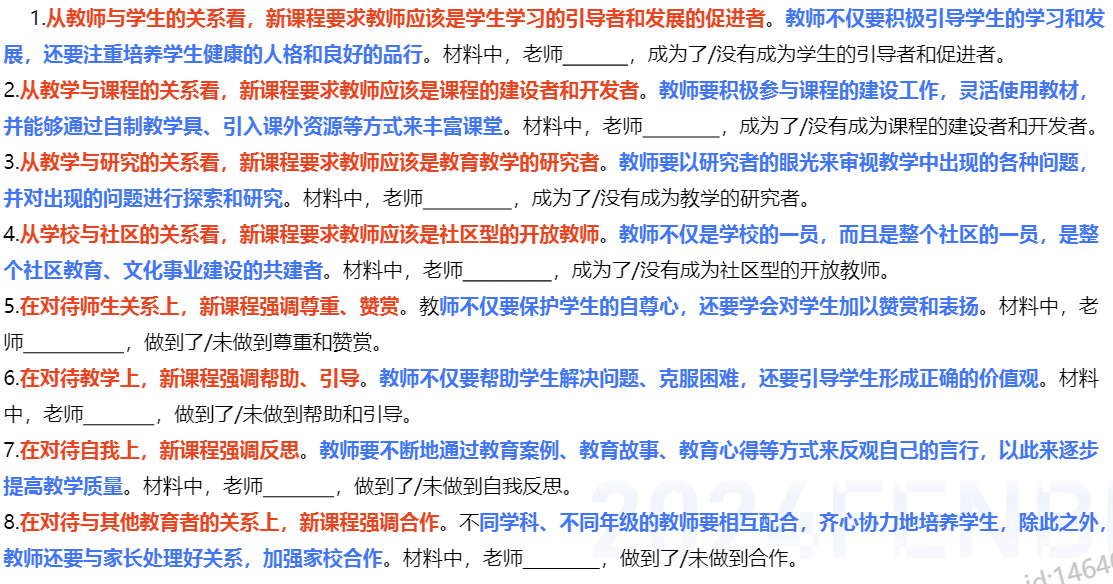 1.从教师与学生的关系看，新课程要求教师应该是学生学习的引导者和发展的促进者。教师不仅要积极引导学生的学习和发
展，还要注重培养学生健康的人格和良好的品行。材料中，老师______，成为了/没有成为学生的引导者和促进者。
2.从教学与课程的关系看，新课程要求教师应该是课程的建设者和开发者。教师要积极参与课程的建设工作，灵活使用教材，
并能够通过自制教学具、引入课外资源等方式来丰富课堂。材料中，老师_______，成为了/没有成为课程的建设者和开发者。
3.从教学与研究的关系看，新课程要求教师应该是教育教学的研究者。教师要以研究者的眼光来审视教学中出现的各种问题，
并对出现的问题进行探索和研究。材料中，老师________，成为了/没有成为教学的研究者。
4.从学校与社区的关系看，新课程要求教师应该是社区型的开放教师。教师不仅是学校的一员，而且是整个社区的一员，是整
个社区教育、文化事业建设的共建者。材料中，老师________，成为了/没有成为社区型的开放教师。
5.在对待师生关系上，新课程强调尊重、赞赏。教师不仅要保护学生的自尊心，还要学会对学生加以赞赏和表扬。材料中，老
师_________，做到了/未做到尊重和赞赏。
6.在对待教学上，新课程强调帮助、引导。教师不仅要帮助学生解决问题、克服困难，还要引导学生形成正确的价值观。材料
中，老师_______，做到了/未做到帮助和引导。
7.在对待自我上，新课程强调反思。教师要不断地通过教育案例、教育故事、教育心得等方式来反观自己的言行，以此来逐步
提高教学质量。材料中，老师_______，做到了/未做到自我反思。
8.在对待与其他教育者的关系上，新课程强调合作。不同学科、不同年级的教师要相互配合，齐心协力地培养学生，除此之外，
教师还要与家长处理好关系，加强家校合作。材料中，老师_______，做到了/未做到合作。
2024FENB